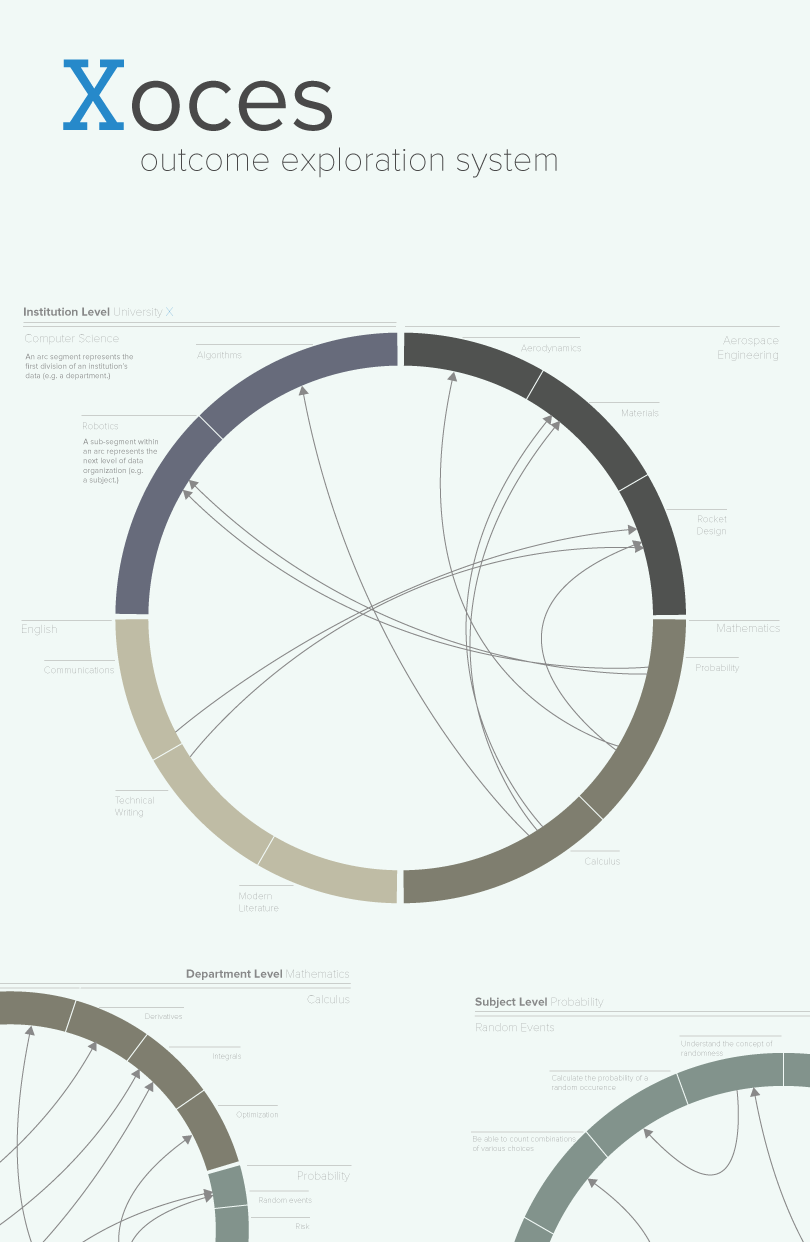 Xoces
outcome exploration system
Institution Level University X
Computer Science
An arc segment represents the
first division of an institution's
data (e.g. a department.)
Algorithms
Aerodynamics
Aerospace
Engineering
Robotics
A sub-segment within
an arc represents the
next level of data
organization (e.g.
a subject.)
Materials
Rocket
Design
English
Mathematics
Communications
Probability
Technical
Writing
Calculus
Modern
Literature
Department Level Mathematics
Calculus
Derivatives
Integrals
Optimization
Probability
Random events
Risk
Subject Level Probability
Random Events
Understand the concept of
randomness
Calculate the probability of a
random occurence
Be able to count combinations
of various choices